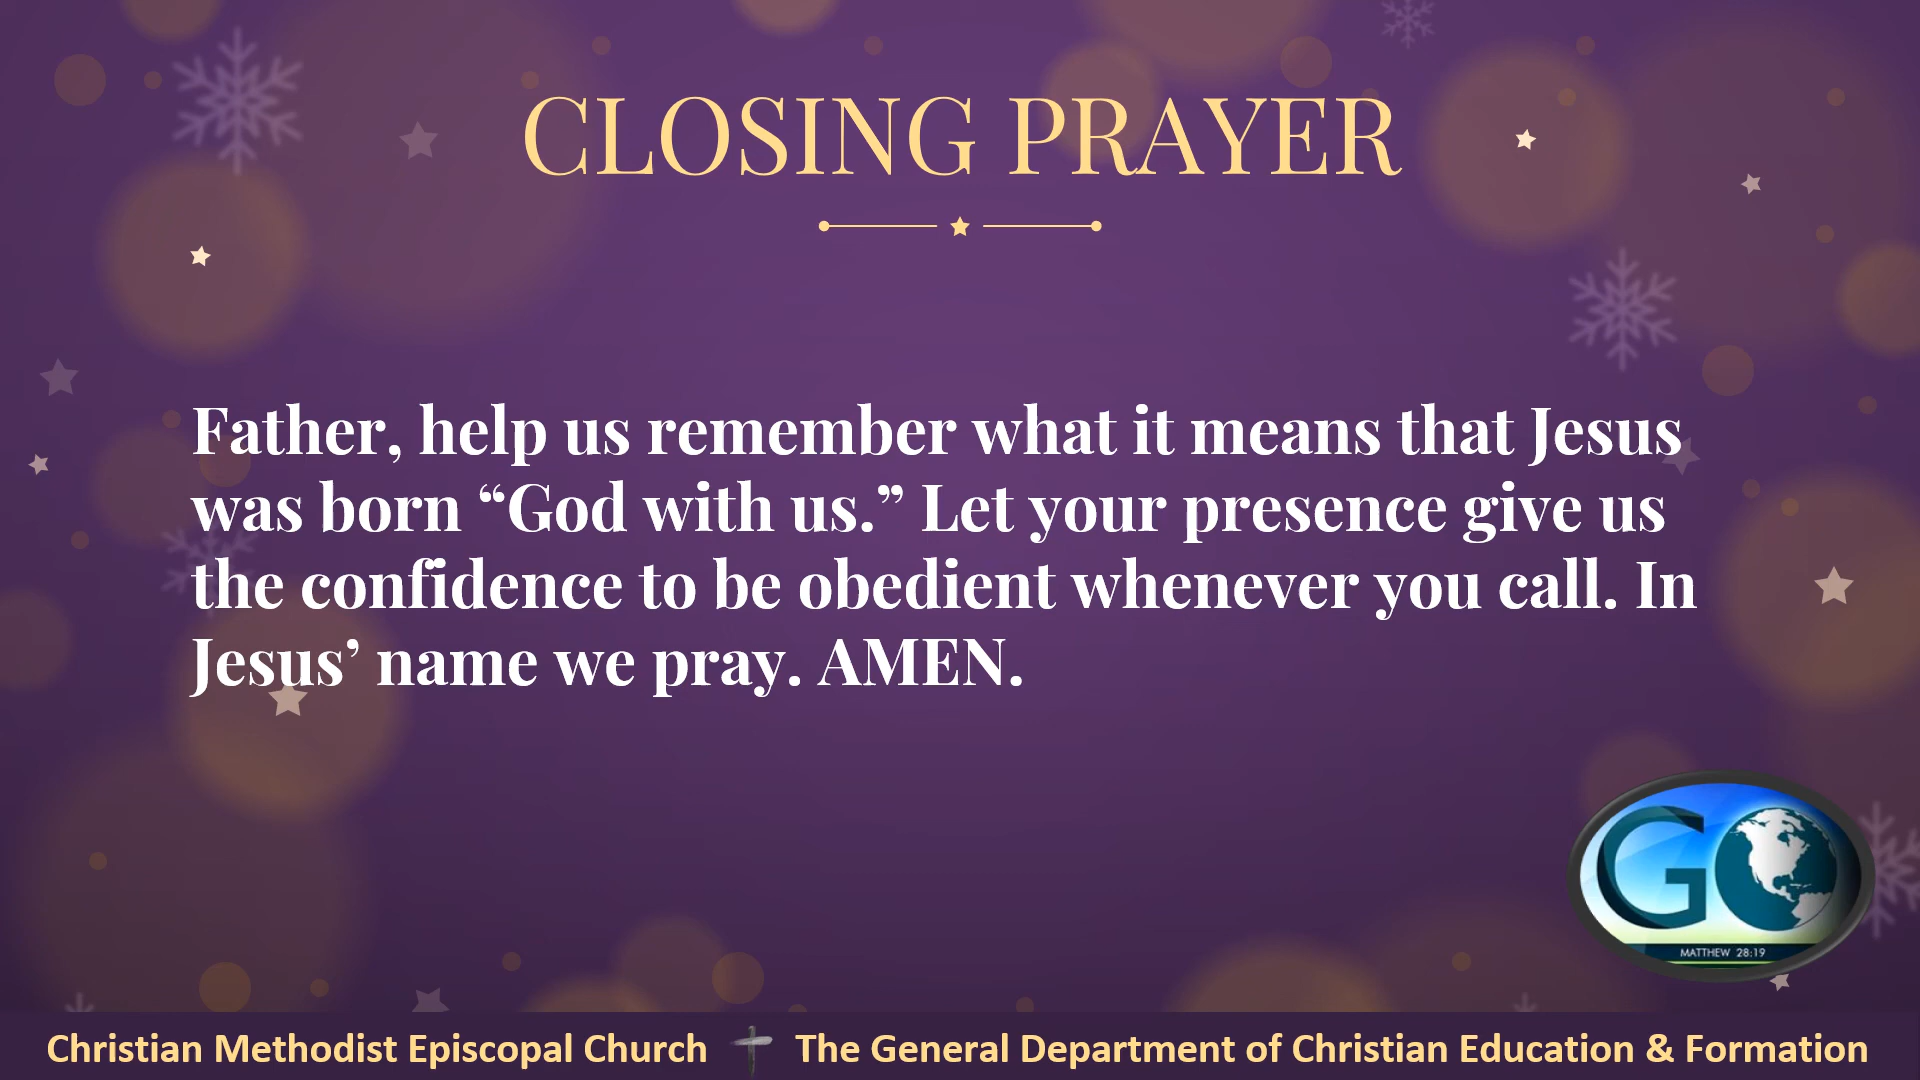 CLOSING PRAYER
Father, help us remember what it means that Jesus
was born “God with us.” Let your presence give us
the confidence to be obedient whenever you call. In
Jesus’ name we pray. AMEN.
GO
MATTHEW 28:19
Christian Methodist Episcopal Church The General Department of Christian Education & Formation